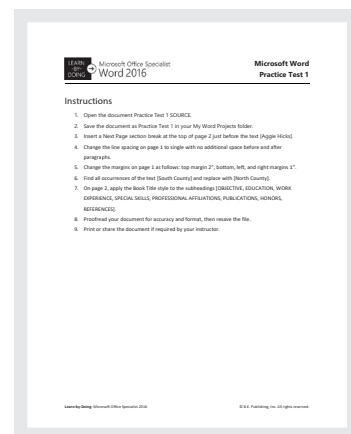 LEARN
-BY-
DOING
Microsoft Office Specialist
Word 2016
Microsoft Word
Practice Test 1
Instructions
1. Open the document Practice Test 1 SOURCE.
2. Save the document as Practice Test 1 in your My Word Projects folder.
3. Insert a Next Page section break at the top of page 2 just before the text [Aggie Hicks].
4. Change the line spacing on page 1 to single with no additional space before and after
paragraphs.
5. Change the margins on page 1 as follows: top margin 2", bottom, left, and right margins 1".
6. Find all occurrences of the text [South County] and replace with [North County].
7. On page 2, apply the Book Title style to the subheadings [OBJECTIVE, EDUCATION, WORK
EXPERIENCE, SPECIAL SKILLS, PROFESSIONAL AFFILIATIONS, PUBLICATIONS, HONORS,
REFERENCES].
8. Proofread your document for accuracy and format, then resave the file.
9. Print or share the document if required by your instructor.
Learn-by-Doing: Microsoft Office Specialist 2016 © B.E. Publishing, Inc. All rights reserved.